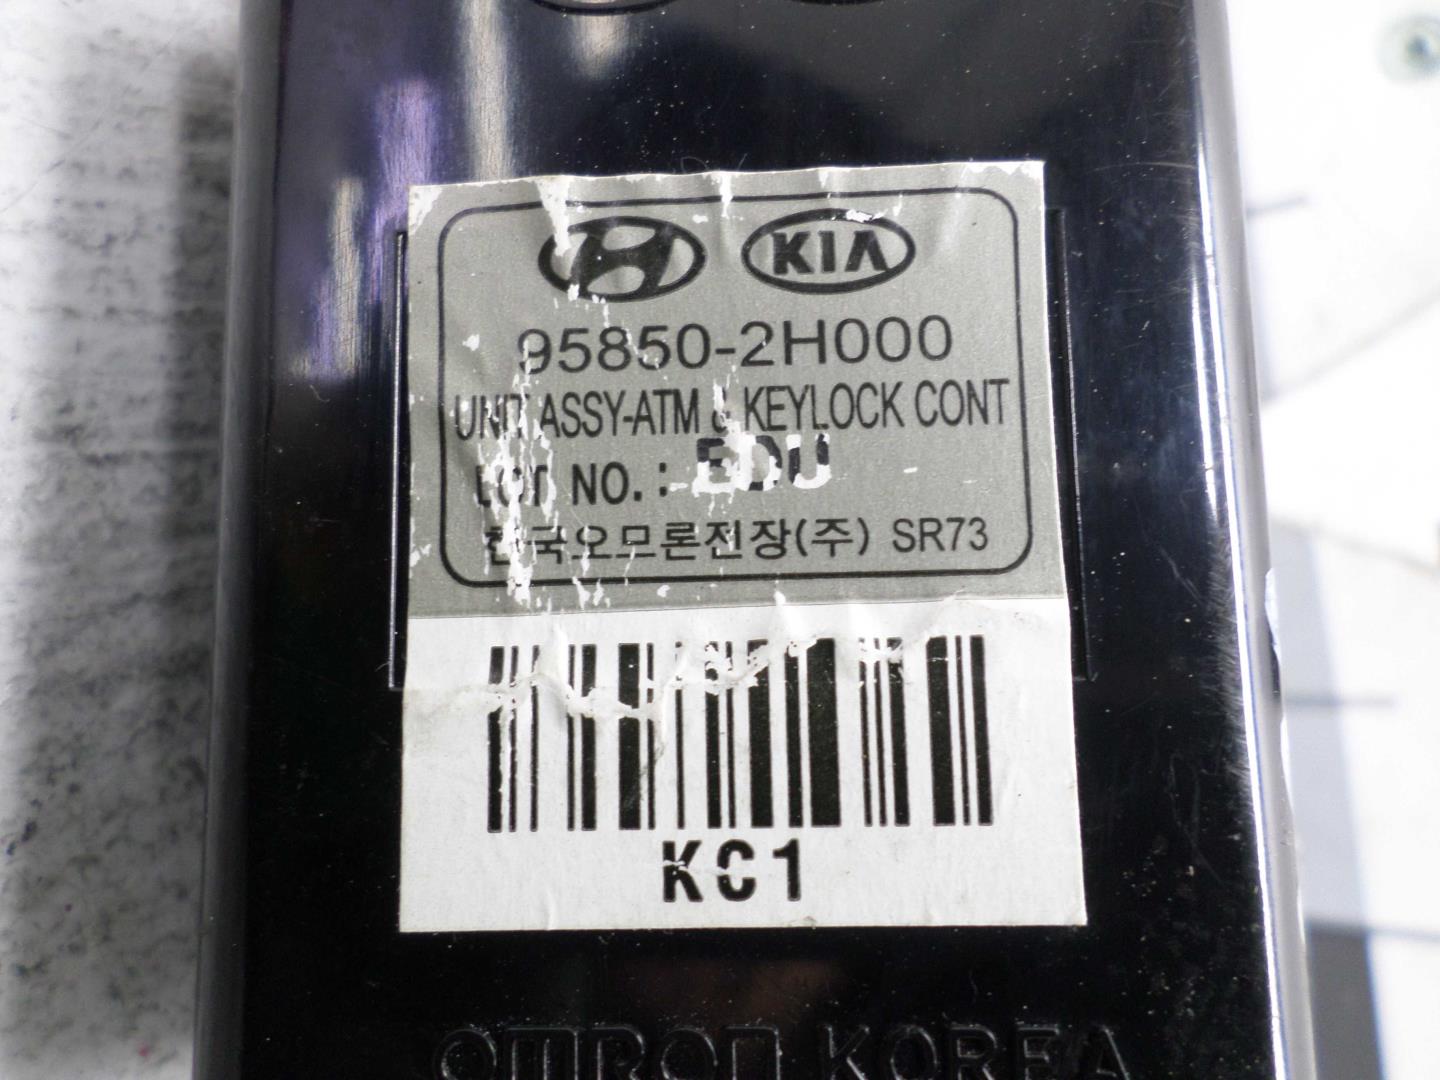 KIA
95850-2H000
UNIT ASSY-ATM & KEYLOCK CONT
LOT NO.: EDU
한국오므론전장(주) SR73
KC1
OMRON KOREA